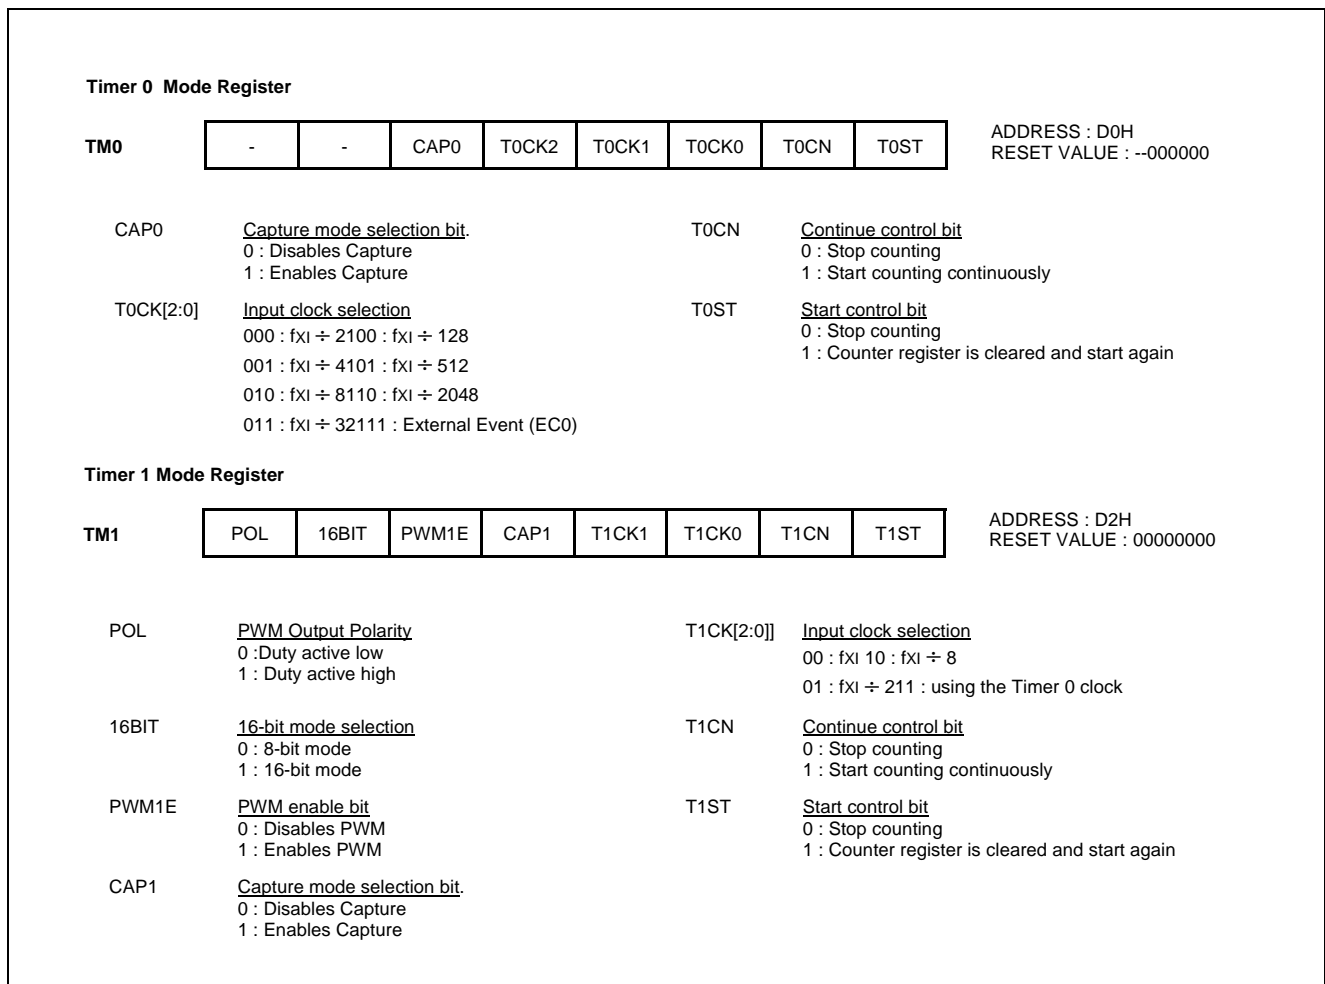 Timer 0 Mode Register
TM0 - - CAP0 T0CK2 T0CK1 T0CK0 T0CN T0ST
ADDRESS : D0H
RESET VALUE : --000000
CAP0
Capture mode selection bit.
0 : Disables Capture
1 : Enables Capture
T0CN
Continue control bit
0 : Stop counting
1 : Start counting continuously
T0CK[2:0]
Input clock selection
000 : fXI ÷ 2100 : fXI ÷ 128
001 : fXI ÷ 4101 : fXI ÷ 512
010 : fXI ÷ 8110 : fXI ÷ 2048
011 : fXI ÷ 32111 : External Event (EC0)
T0ST
Start control bit
0 : Stop counting
1 : Counter register is cleared and start again
Timer 1 Mode Register
TM1 POL 16BIT PWM1E CAP1 T1CK1 T1CK0 T1CN T1ST
ADDRESS : D2H
RESET VALUE : 00000000
POL
PWM Output Polarity
0 :Duty active low
1 : Duty active high
T1CK[2:0]]
Input clock selection
00 : fXI 10 : fXI ÷ 8
01 : fXI ÷ 211 : using the Timer 0 clock
16BIT
16-bit mode selection
0 : 8-bit mode
1 : 16-bit mode
T1CN
Continue control bit
0 : Stop counting
1 : Start counting continuously
PWM1E
PWM enable bit
0 : Disables PWM
1 : Enables PWM
T1ST
Start control bit
0 : Stop counting
1 : Counter register is cleared and start again
CAP1
Capture mode selection bit.
0 : Disables Capture
1 : Enables Capture